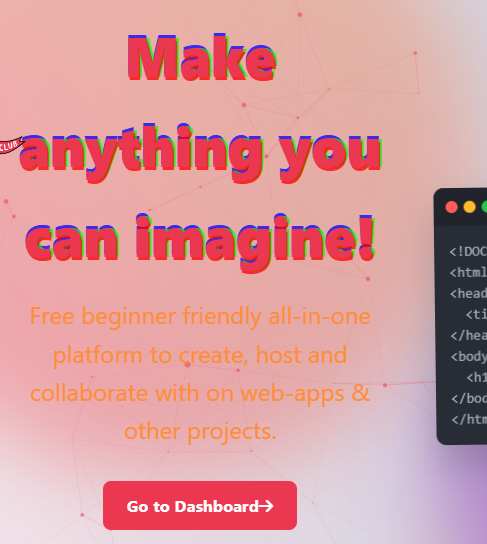 Make
anything you
can imagine!
CLUB
Free beginner friendly all-in-one
platform to create, host and
collaborate with on web-apps &
other projects.
Go to Dashboard→
<!DOC
<html
<head
<ti
</hea
<body
<h1
</bod
</htm